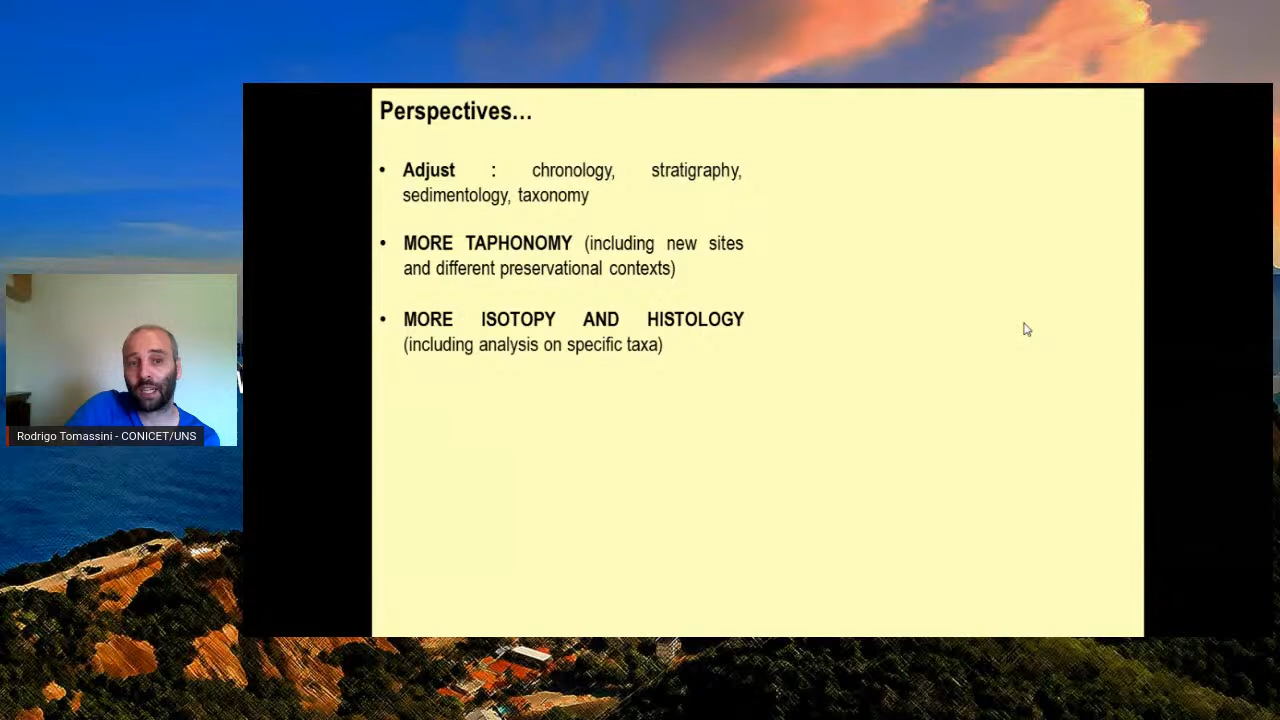 Perspectives…
• Adjust : chronology, stratigraphy,
sedimentology, taxonomy
• MORE TAPHONOMY (including new sites
and different preservational contexts)
• MORE ISOTOPY AND HISTOLOGY
(including analysis on specific taxa)
Rodrigo Tomassini - CONICET/UNS